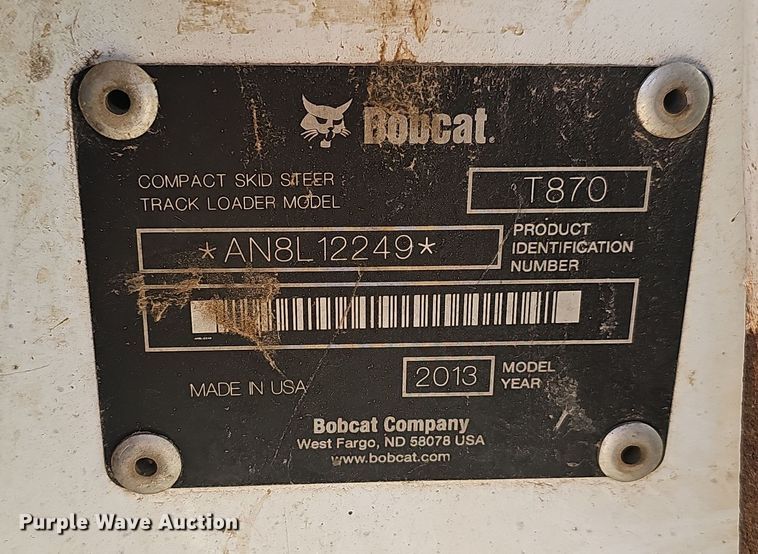 Bobcat.
COMPACT SKID STEER
TRACK LOADER MODEL
T870
*AN8L12249*
PRODUCT
IDENTIFICATION
NUMBER
MADE IN USA
2013
MODEL
YEAR
Bobcat Company
West Fargo, ND 58078 USA
www.bobcat.com
Purple Wave Auction